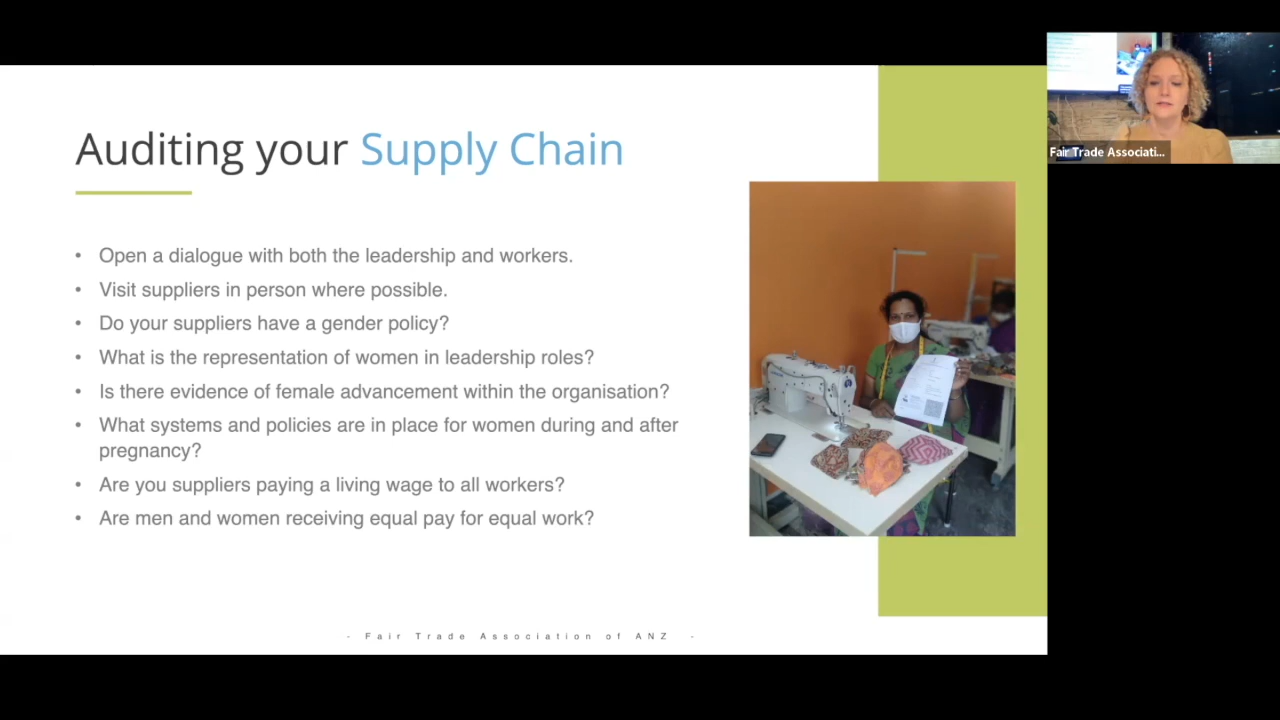 Auditing your Supply Chain
• Open a dialogue with both the leadership and workers.
• Visit suppliers in person where possible.
• Do your suppliers have a gender policy?
• What is the representation of women in leadership roles?
• Is there evidence of female advancement within the organisation?
• What systems and policies are in place for women during and after
pregnancy?
• Are you suppliers paying a living wage to all workers?
• Are men and women receiving equal pay for equal work?
- Fair Trade Association of ANZ -
Fair Trade Associati...